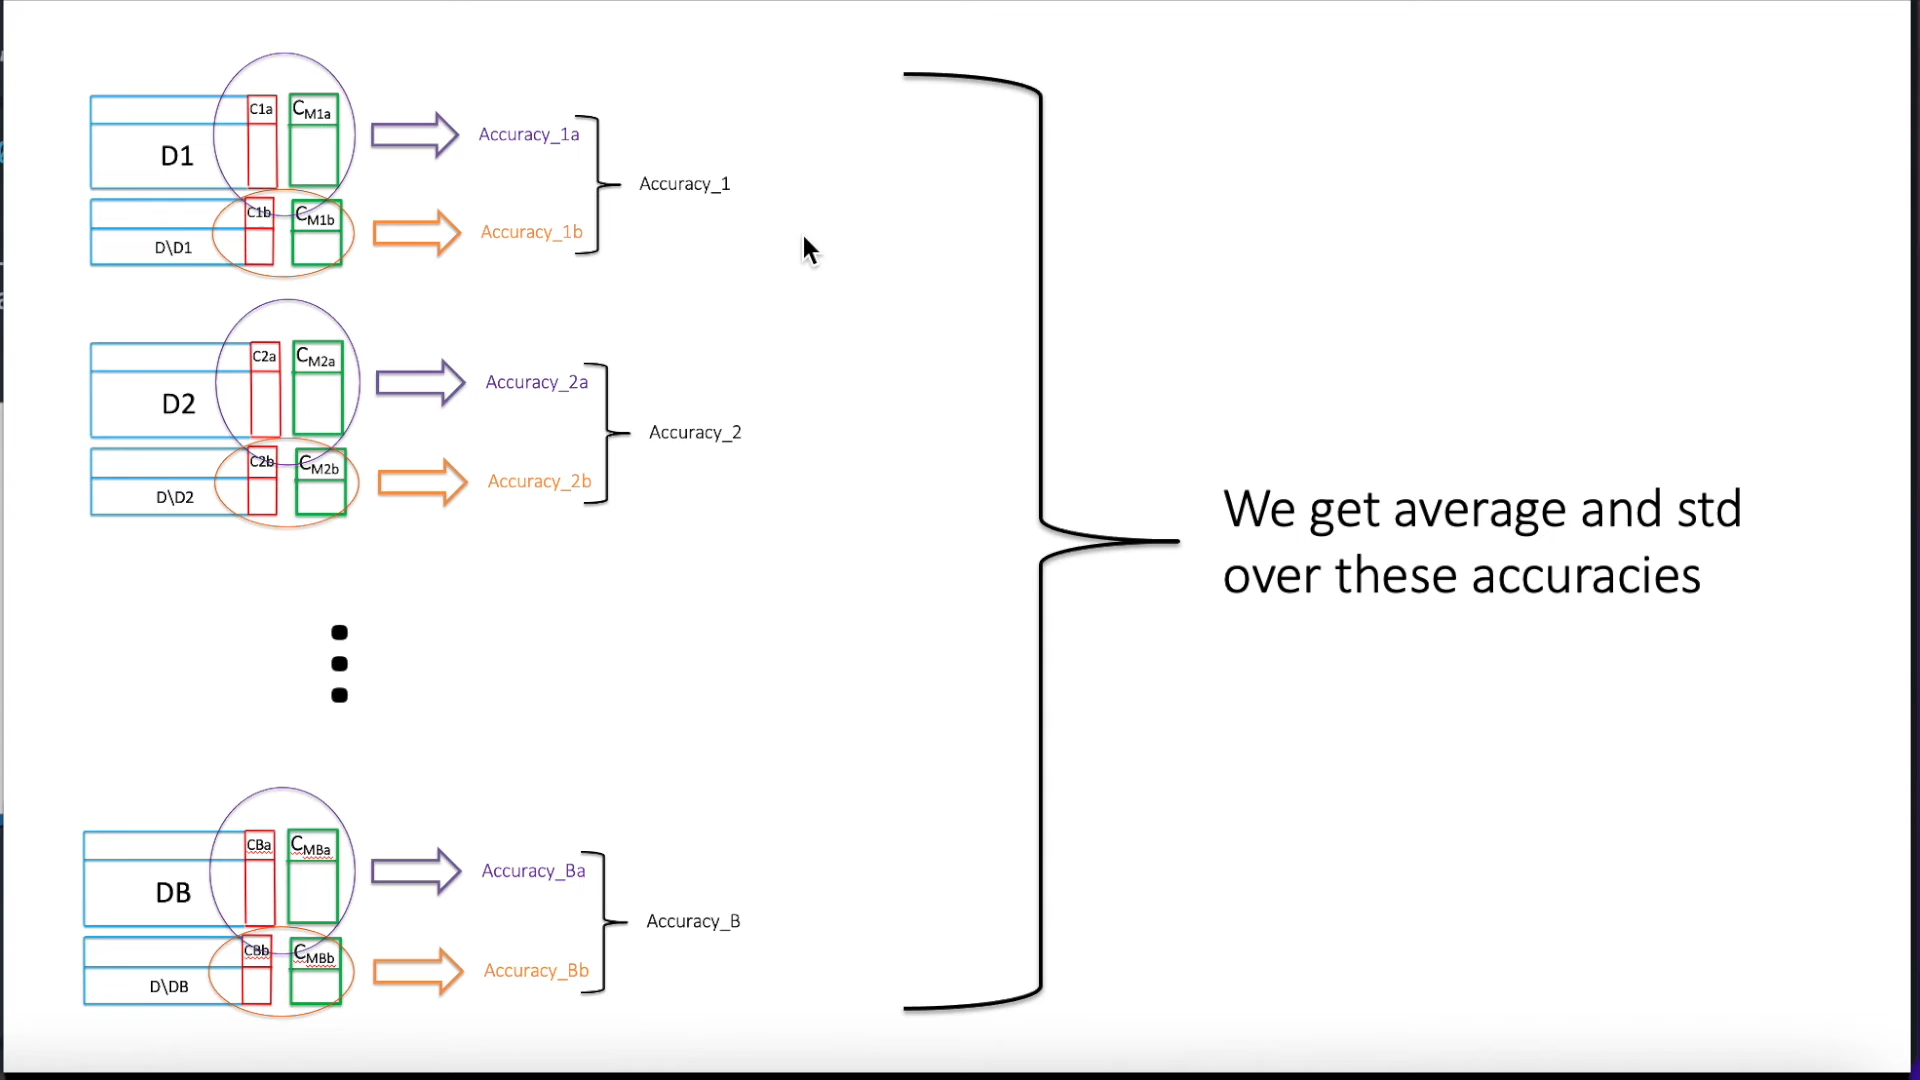 C1a
CM1a
D1
Accuracy_1a
Accuracy_1
C1b
CM1b
D\D1
Accuracy_1b
C2a
CM2a
D2
Accuracy_2a
Accuracy_2
C2b
CM2b
D\D2
Accuracy_2b
We get average and std
over these accuracies
CBa
CMBa
DB
Accuracy_Ba
Accuracy_B
CBb
CMBb
D\DB
Accuracy_Bb